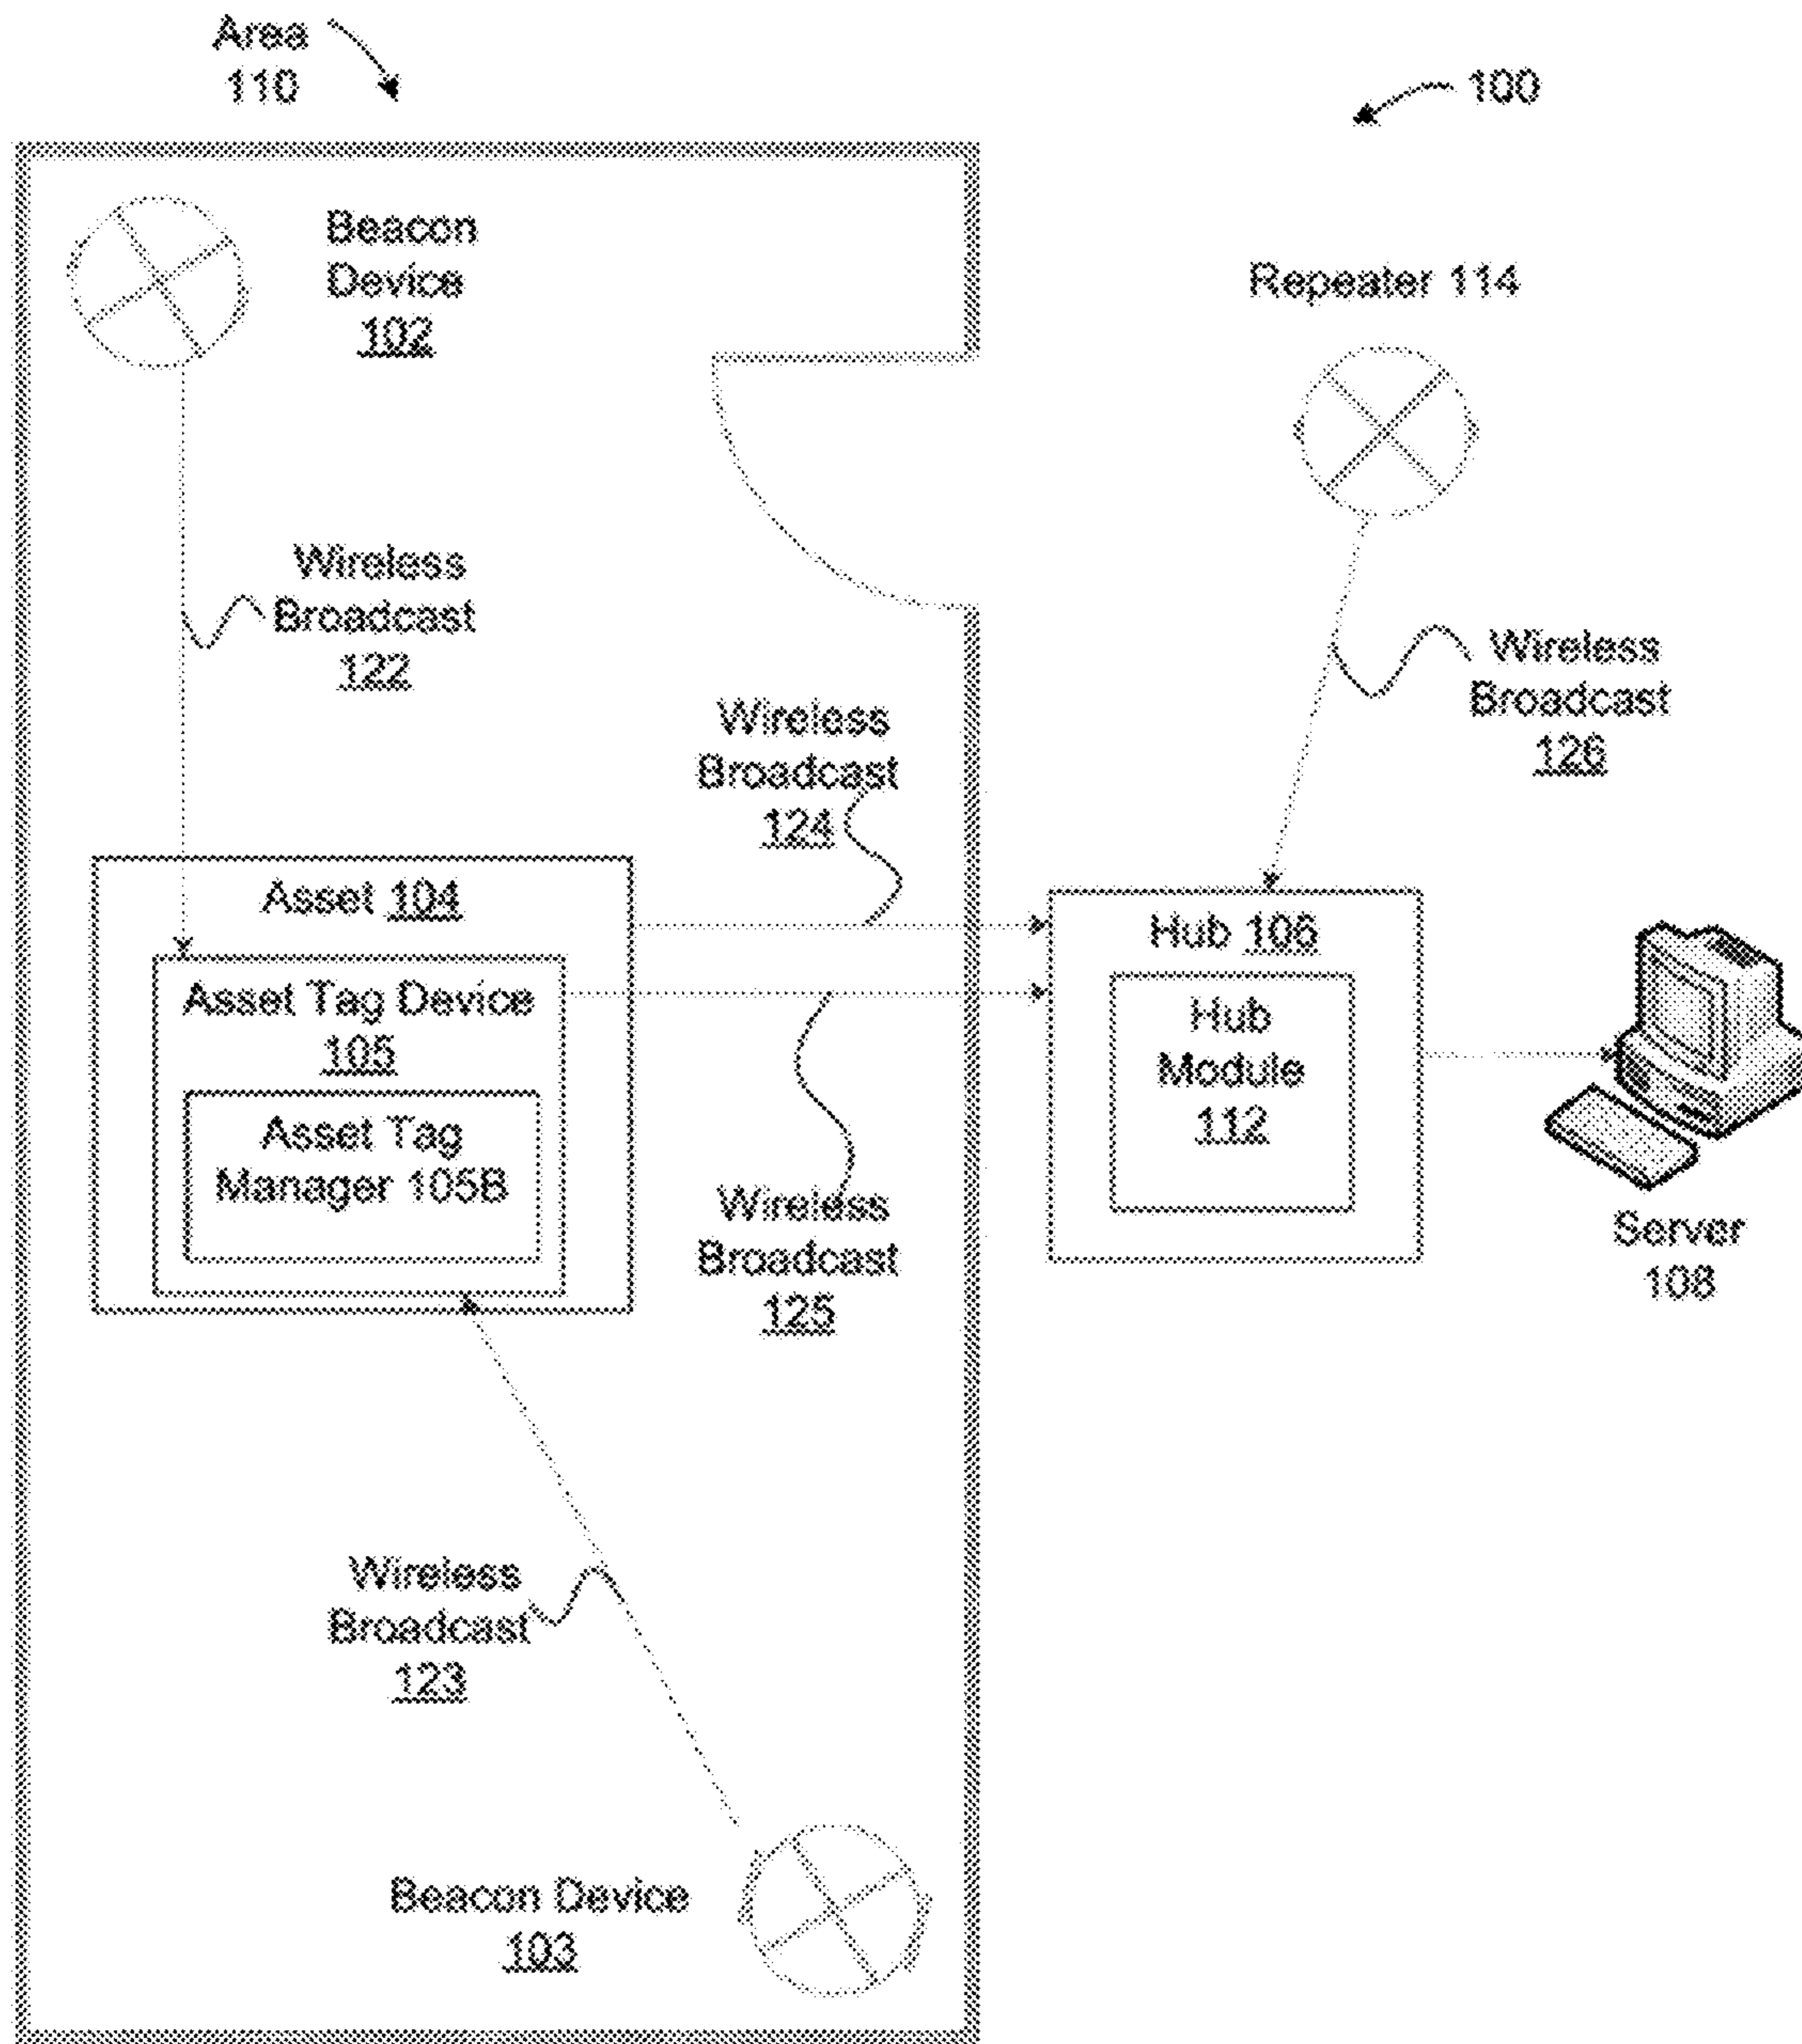 Area
110
100
Beacon
Device
102
Repeater 114
Wireless
Broadcast
122
Wireless
Broadcast
126
Wireless
Broadcast
124
Asset 104
Asset Tag Device
105
Asset Tag
Manager 105B
Hub 106
Hub
Module
112
Server
108
Wireless
Broadcast
125
Wireless
Broadcast
123
Beacon Device
103